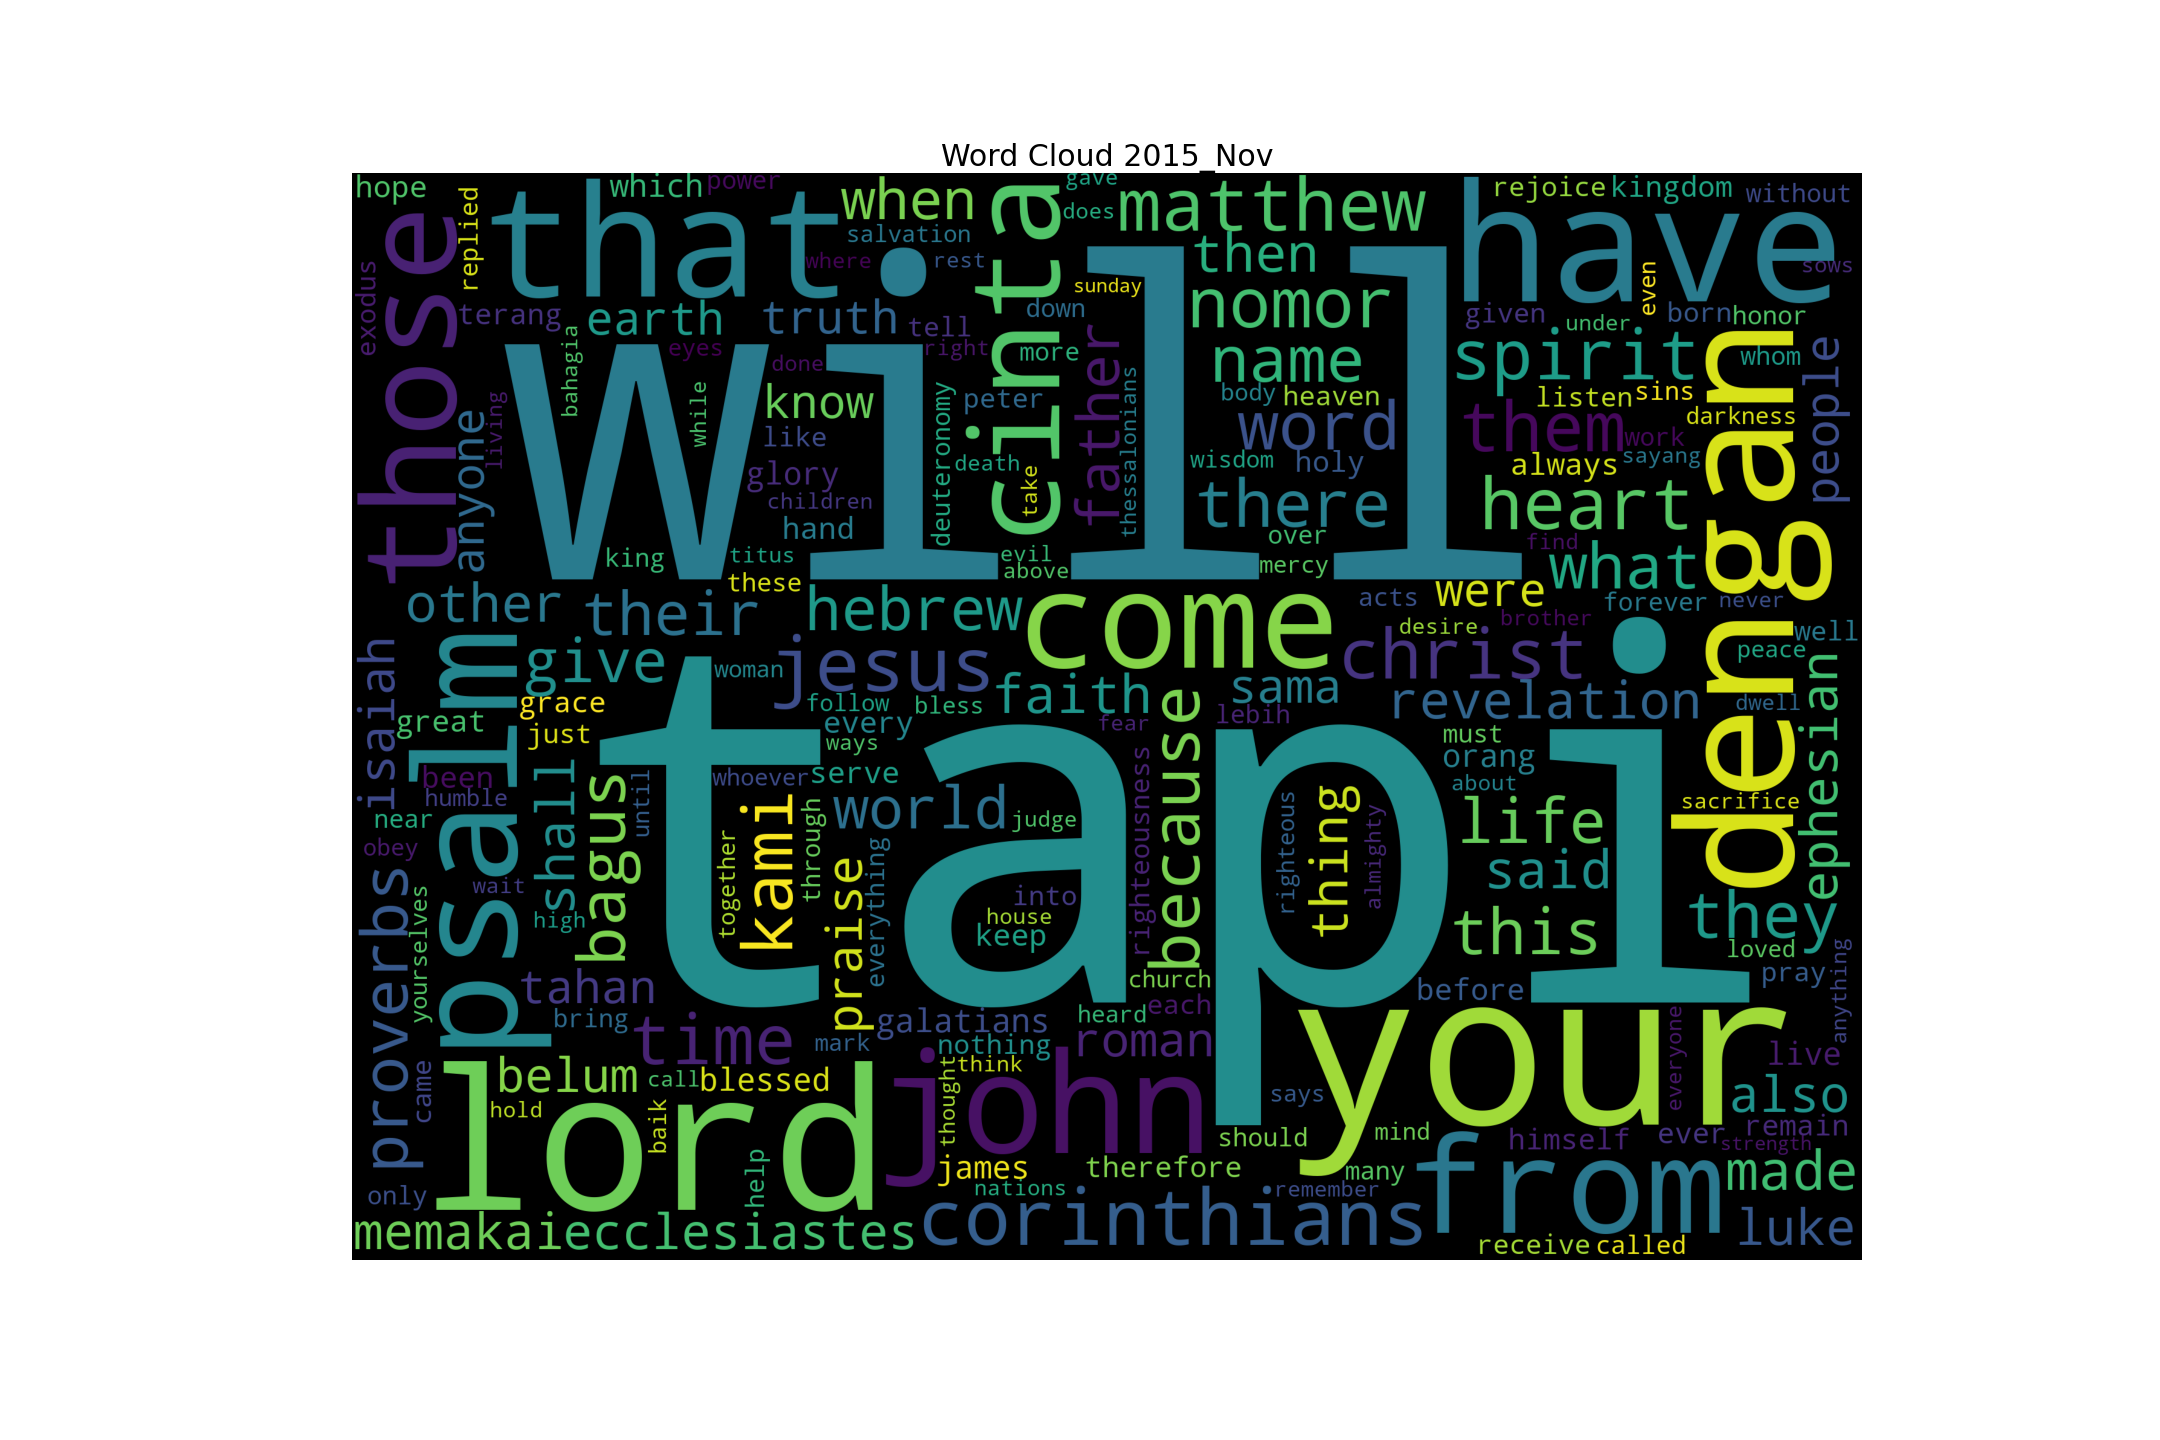 Word Cloud 2015_Nov
hope
which
power
when
gave
does
matthew
rejoice
kingdom
without
replied
that
cinta
have
those
salvation
where
rest
then
sunday
even
sows
exodus
terang
earth
truth
tell
down
nomor
given
under
born
honor
bahagia
eyes
done
right
more
father
name
spirit
whom
people
will
living
anyone
while
know
like
peter
thessalonians
body
heaven
listen
sins
darkness
dengan
deuteronomy
word
them
work
glory
death
take
wisdom
holy
always
sayang
children
hand
there
heart
king
titus
these
evil
above
over
mercy
find
what
other
their
hebrew
come
acts
were
forever
never
desire
brother
well
isaiah
psalm
give
woman
jesus
christ
peace
ephesian
grace
great
just
follow
bless
faith
sama
revelation
dwell
every
ways
fear
lebih
because
must
orang
about
been
humble
shall
bagus
until
whoever
serve
tapi
near
obey
kami
through
world
judge
righteousness
righteous
thing
almighty
life
sacrifice
proverbs
yourselves
wait
high
together
praise
everything
into
house
keep
said
this
they
loved
tahan
bring
time
mark
galatians
nothing
church
each
heard
roman
before
pray
anything
your
everyone
live
came
belum
call
blessed
think
thought
john
says
also
hold
lord
baik
help
should
mind
himself
ever
remain
strength
only
james
therefore
many
from
made
nations
remember
memakai
ecclesiastes
corinthians
receive
called
luke